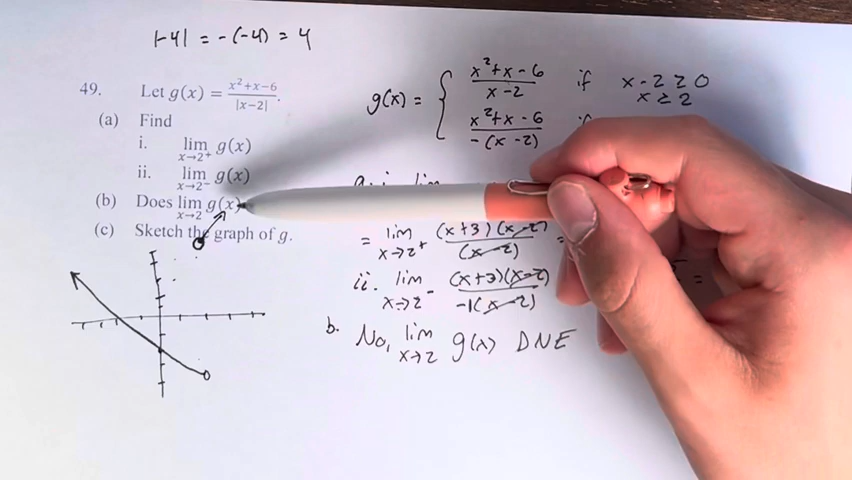 |-4| = -(-4) = 4
49. Let g(x) = x²+x−6 / |x−2|.
(a) Find
i. lim x→2⁺ g(x)
ii. lim x→2⁻ g(x)
(b) Does lim x→2 g(x)
(c) Sketch the graph of g.
g(x) = { x²+x-6 / x-2 if x-2≥0
x≥2
x²+x-6 / -(x-2) if
a. i. lim
= lim x→2⁺ (x+3)(x-2) / (x-2) =
ii. lim x→2⁻ (x+3)(x-2) / -1(x-2) =
b. No, lim x→2 g(x) DNE